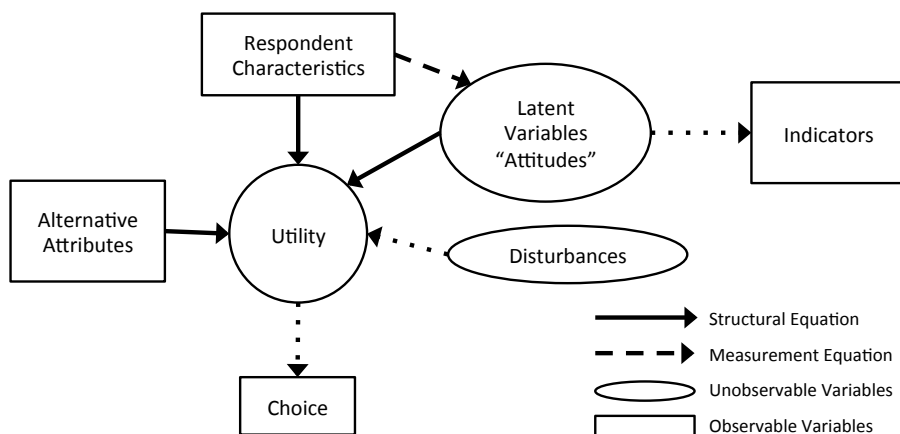 Respondent
Characteristics
Latent
Variables
“Attitudes”
Indicators
Alternative
Attributes
Utility
Disturbances
Choice
Structural Equation
Measurement Equation
Unobservable Variables
Observable Variables